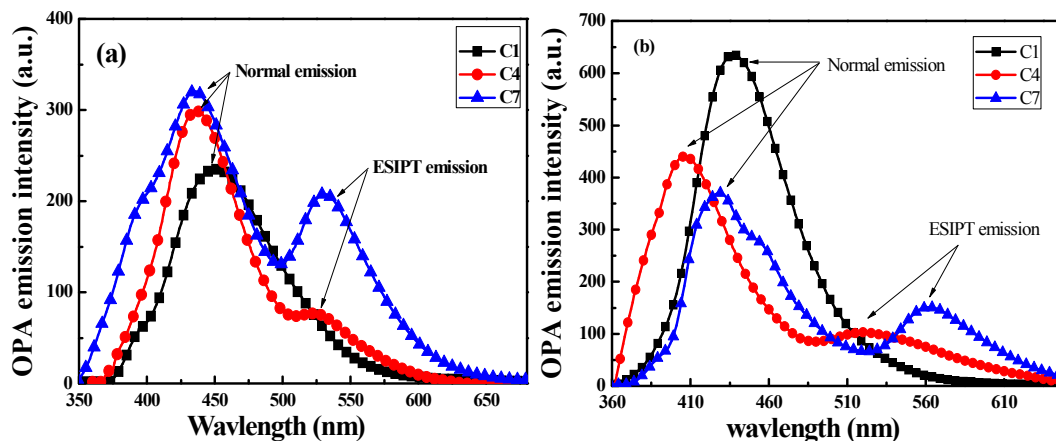 OPA emission intensity (a.u.)
400
300
200
100
0
(a)
Normal emission
ESIPT emission
C1
C4
C7
350 400 450 500 550 600 650
Wavlength (nm)
OPA emission intensity (a.u.)
700
600
500
400
300
200
100
0
(b)
Normal emission
ESIPT emission
C1
C4
C7
360 410 460 510 560 610
wavlength (nm)